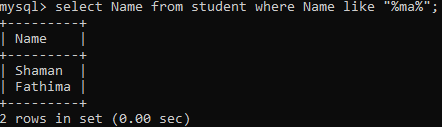 mysql> select Name from student where Name like "%ma%";
+---------+
| Name    |
+---------+
| Shaman  |
| Fathima |
+---------+
2 rows in set (0.00 sec)